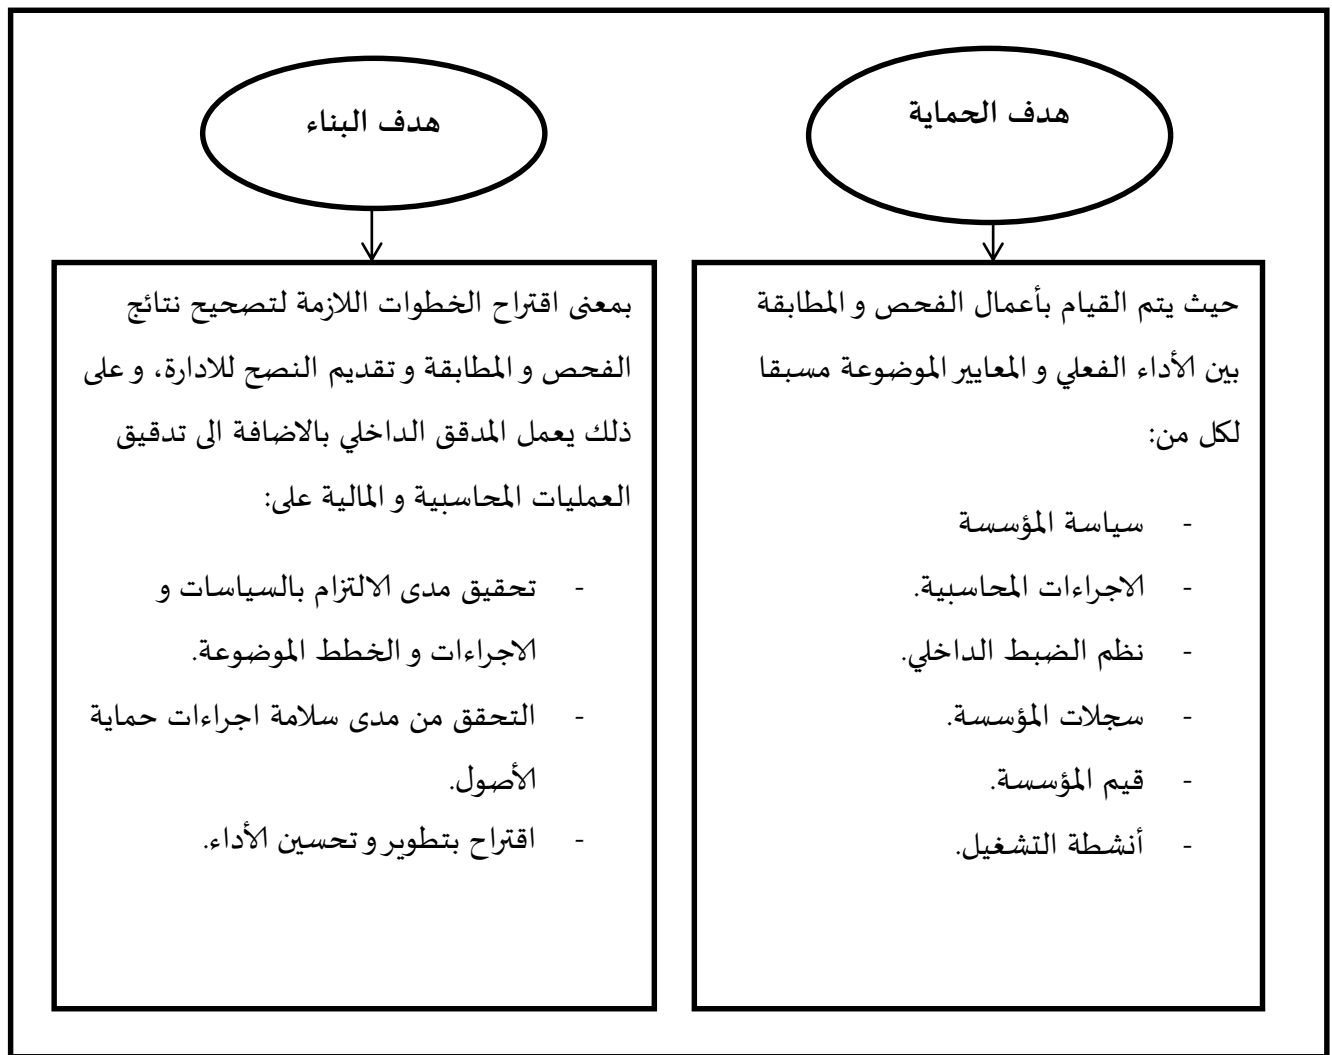 هدف الحماية
حيث يتم القيام بأعمال الفحص و المطابقة
بين الأداء الفعلي و المعايير الموضوعة مسبقا
لكل من:
- سياسة المؤسسة
- الاجراءات المحاسبية.
- نظم الضبط الداخلي.
- سجلات المؤسسة.
- قيم المؤسسة.
- أنشطة التشغيل.
هدف البناء
بمعنى اقتراح الخطوات اللازمة لتصحيح نتائج
الفحص و المطابقة و تقديم النصح للادارة، و على
ذلك يعمل المدقق الداخلي بالاضافة الى تدقيق
العمليات المحاسبية و المالية على:
- تحقيق مدى الالتزام بالسياسات و
الاجراءات و الخطط الموضوعة.
- التحقق من مدى سلامة اجراءات حماية
الأصول.
- اقتراح بتطوير و تحسين الأداء.